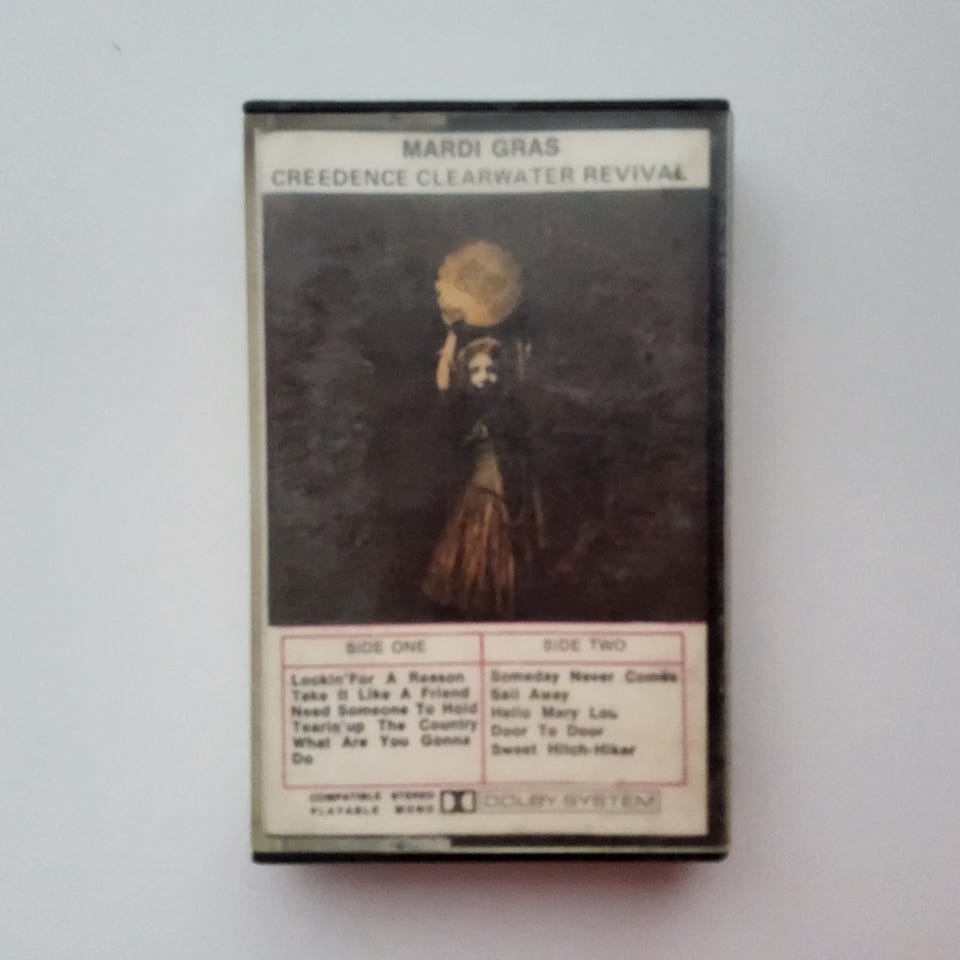 MARDI GRAS
CREEDENCE CLEARWATER REVIVAL
SIDE ONE
Lookin'For A Reason
Take It Like A Friend
Need Someone To Hold
Tearin'up The Country
What Are You Gonna
Do
SIDE TWO
Someday Never Comes
Sail Away
Hello Mary Lou
Door To Door
Sweet Hitch-Hiker
COMPATIBLE STEREO
PLAYABLE MONO
DOLBY SYSTEM